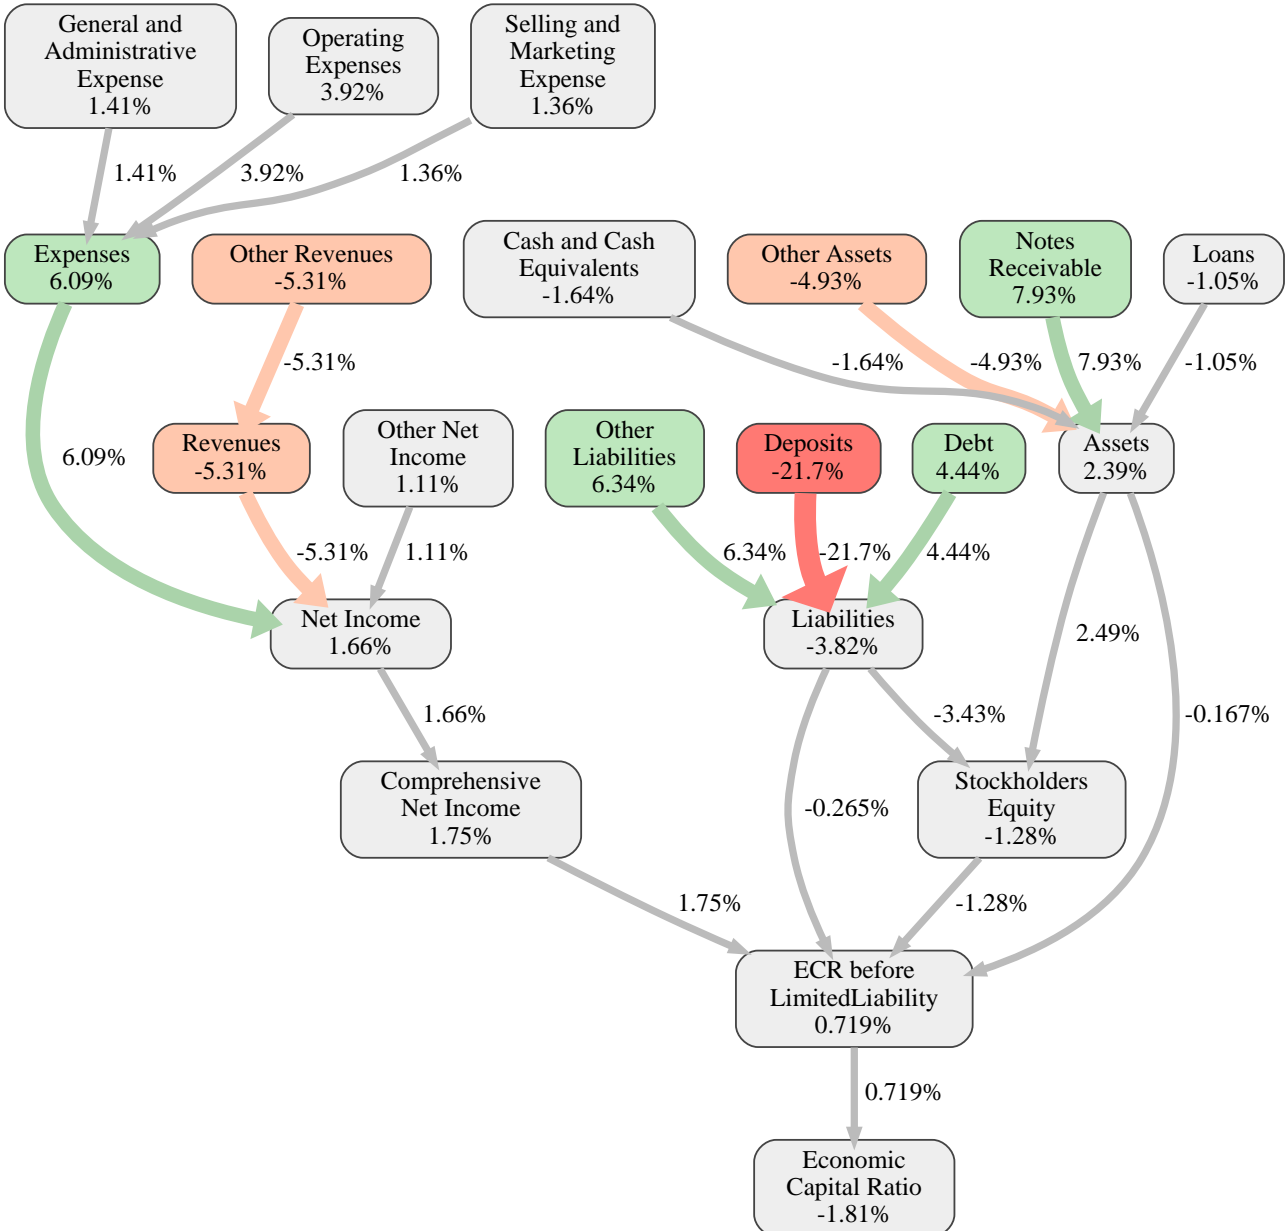 General and
Administrative
Expense
1.41%
Operating
Expenses
3.92%
Selling and
Marketing
Expense
1.36%
1.41%
3.92%
1.36%
Expenses
6.09%
Other Revenues
-5.31%
Cash and Cash
Equivalents
-1.64%
Other Assets
-4.93%
Notes
Receivable
7.93%
Loans
-1.05%
-5.31%
-1.64%
-4.93%
7.93%
-1.05%
6.09%
Revenues
-5.31%
Other Net
Income
1.11%
Other
Liabilities
6.34%
Deposits
-21.7%
Debt
4.44%
Assets
2.39%
-5.31%
1.11%
6.34%
-21.7%
4.44%
Net Income
1.66%
Liabilities
-3.82%
2.49%
1.66%
-3.43%
-0.167%
Comprehensive
Net Income
1.75%
-0.265%
Stockholders
Equity
-1.28%
1.75%
-1.28%
ECR before
LimitedLiability
0.719%
0.719%
Economic
Capital Ratio
-1.81%